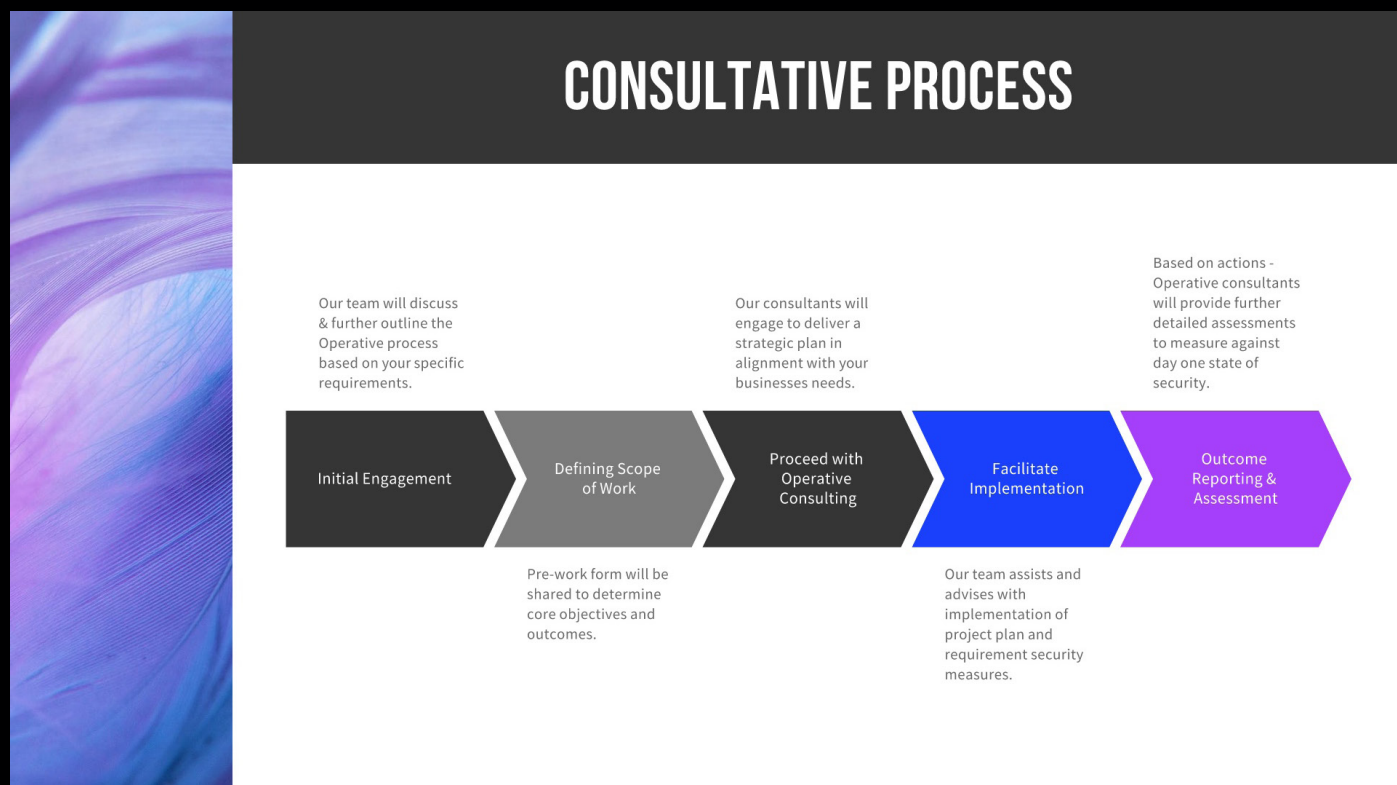 CONSULTATIVE PROCESS
Our team will discuss
& further outline the
Operative process
based on your specific
requirements.
Initial Engagement
Defining Scope
of Work
Pre-work form will be
shared to determine
core objectives and
outcomes.
Our consultants will
engage to deliver a
strategic plan in
alignment with your
businesses needs.
Proceed with
Operative
Consulting
Facilitate
Implementation
Our team assists and
advises with
implementation of
project plan and
requirement security
measures.
Based on actions -
Operative consultants
will provide further
detailed assessments
to measure against
day one state of
security.
Outcome
Reporting &
Assessment